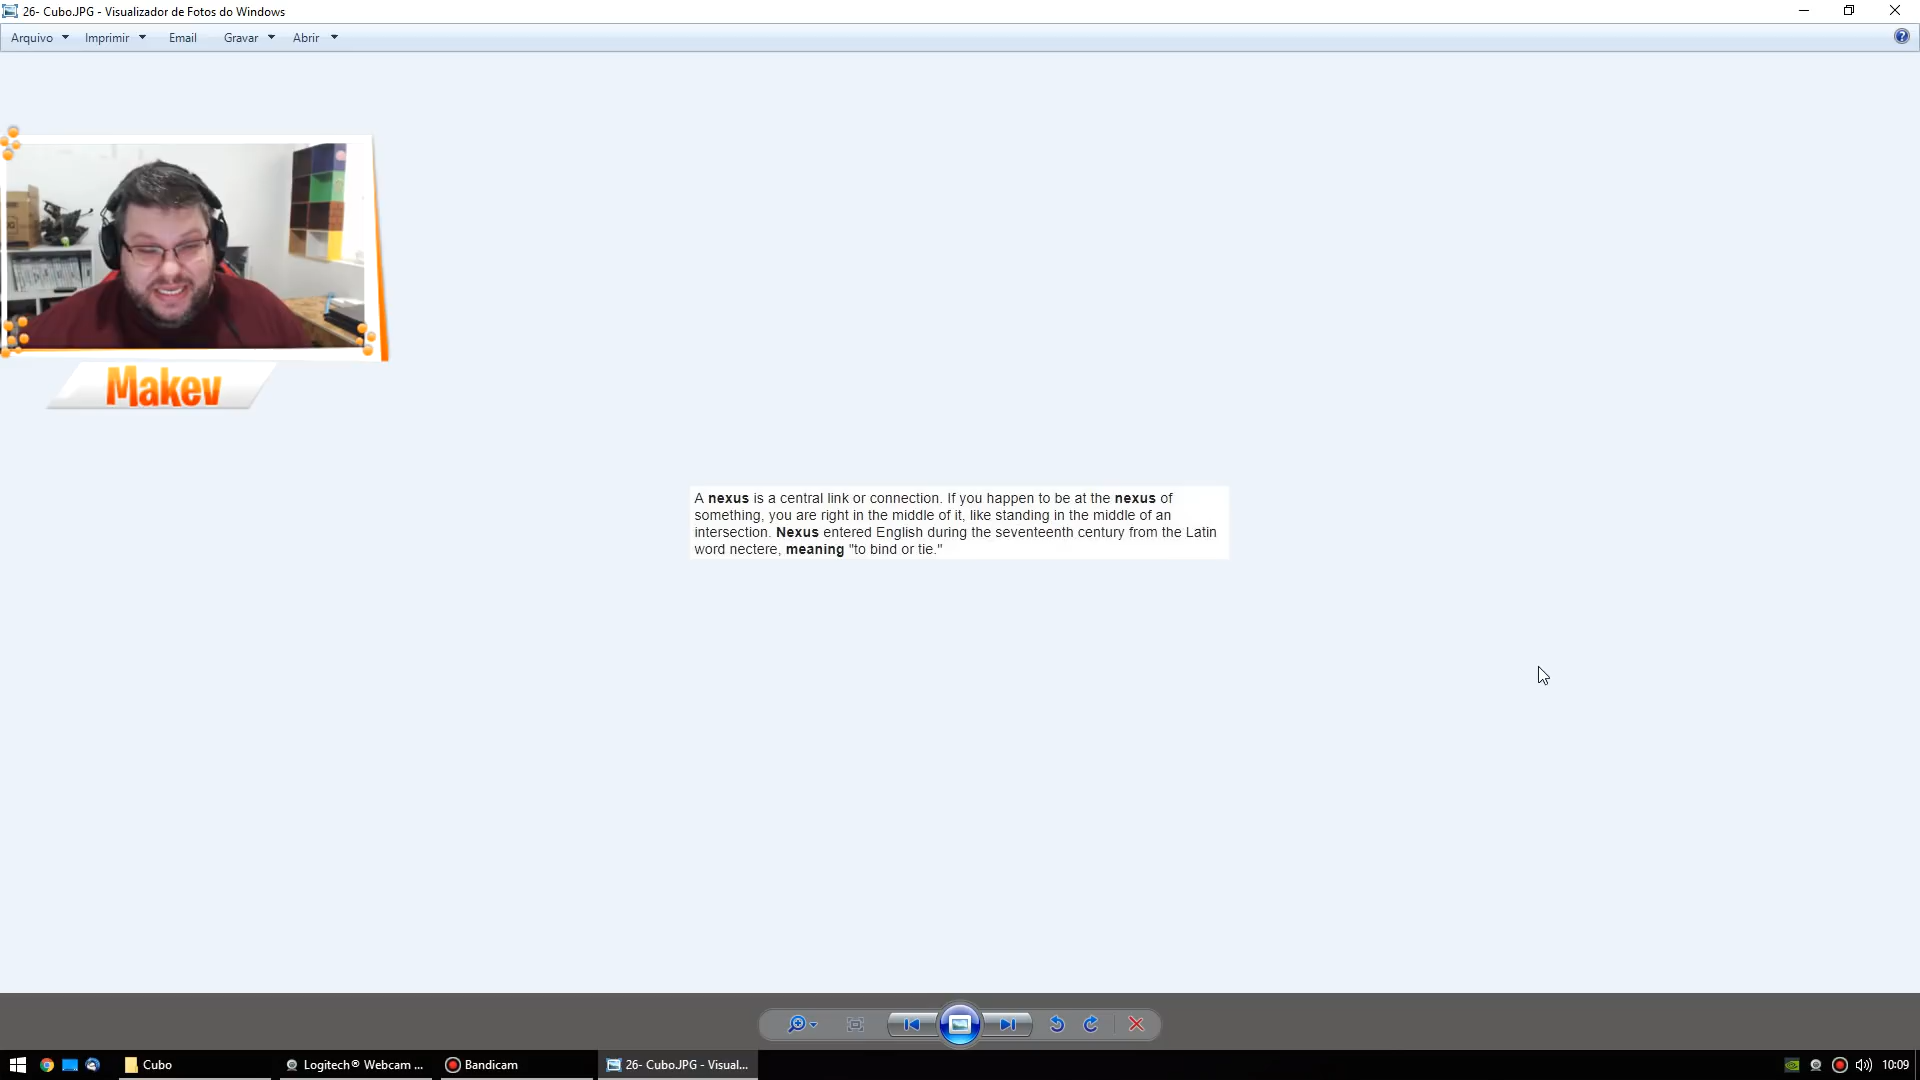 26- Cubo.JPG - Visualizador de Fotos do Windows
Arquivo Imprimir Email Gravar Abrir
Makev
A nexus is a central link or connection. If you happen to be at the nexus of
something, you are right in the middle of it, like standing in the middle of an
intersection. Nexus entered English during the seventeenth century from the Latin
word nectere, meaning "to bind or tie."
Cubo
Logitech® Webcam ...
Bandicam
26- Cubo.JPG - Visual...
10:09